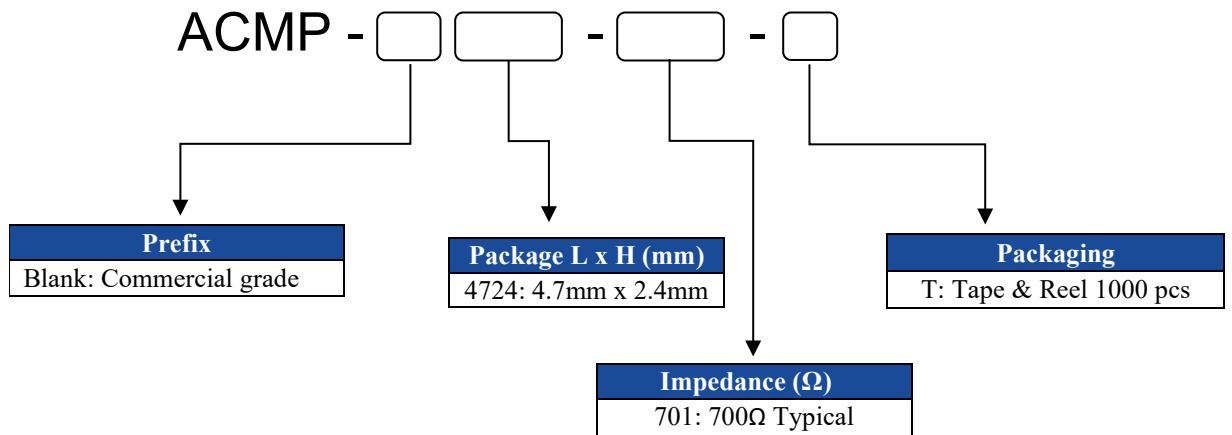 ACMP - -  -
Prefix
Blank: Commercial grade
Package L x H (mm)
4724: 4.7mm x 2.4mm
Packaging
T: Tape & Reel 1000 pcs
Impedance (Ω)
701: 700Ω Typical